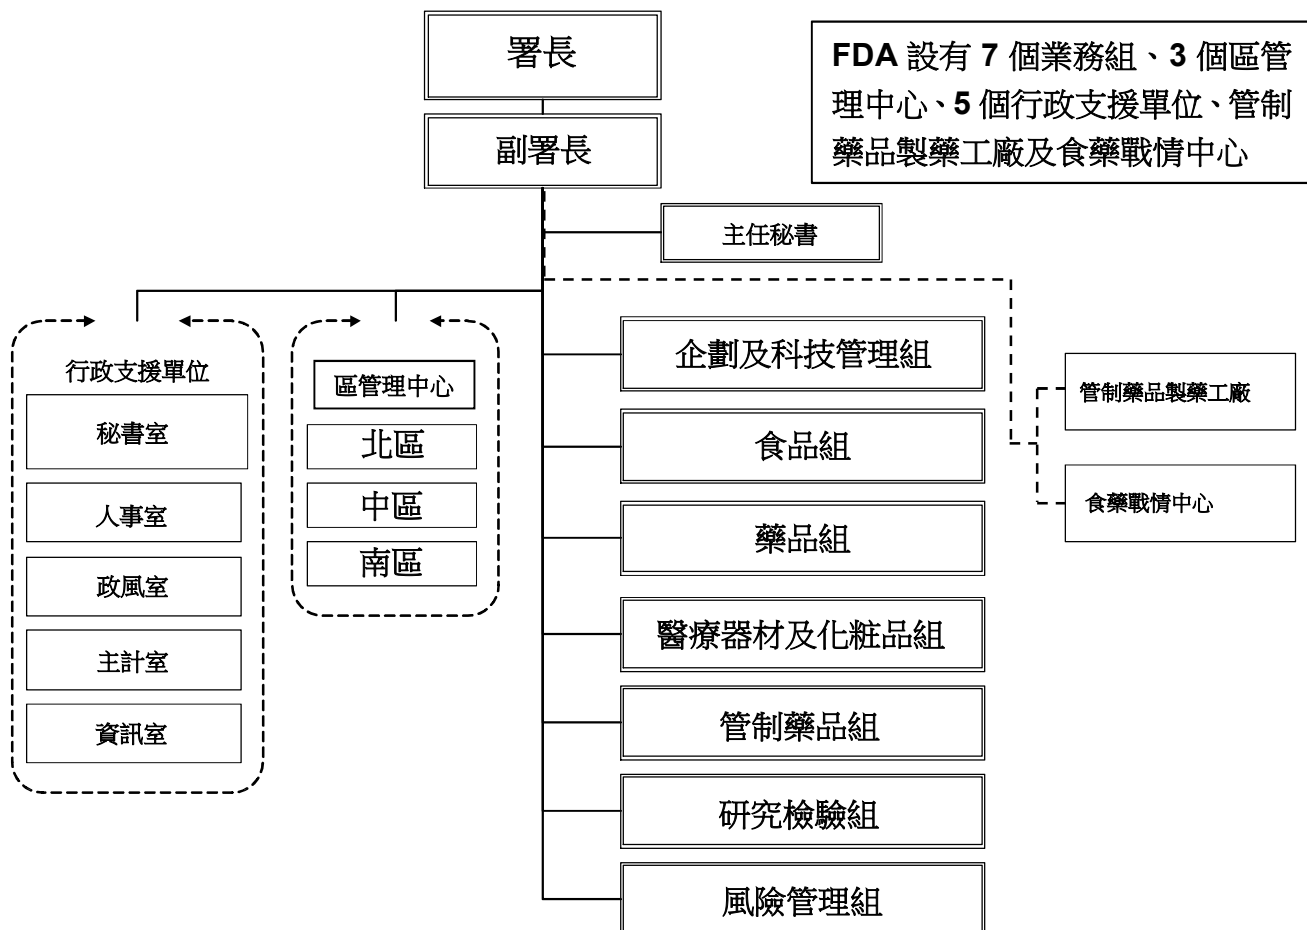 署長
副署長
FDA 設有 7 個業務組、3 個區管
理中心、5 個行政支援單位、管制
藥品製藥工廠及食藥戰情中心
主任秘書
行政支援單位
秘書室
人事室
政風室
主計室
資訊室
區管理中心
北區
中區
南區
企劃及科技管理組
食品組
藥品組
醫療器材及化粧品組
管制藥品組
研究檢驗組
風險管理組
管制藥品製藥工廠
食藥戰情中心